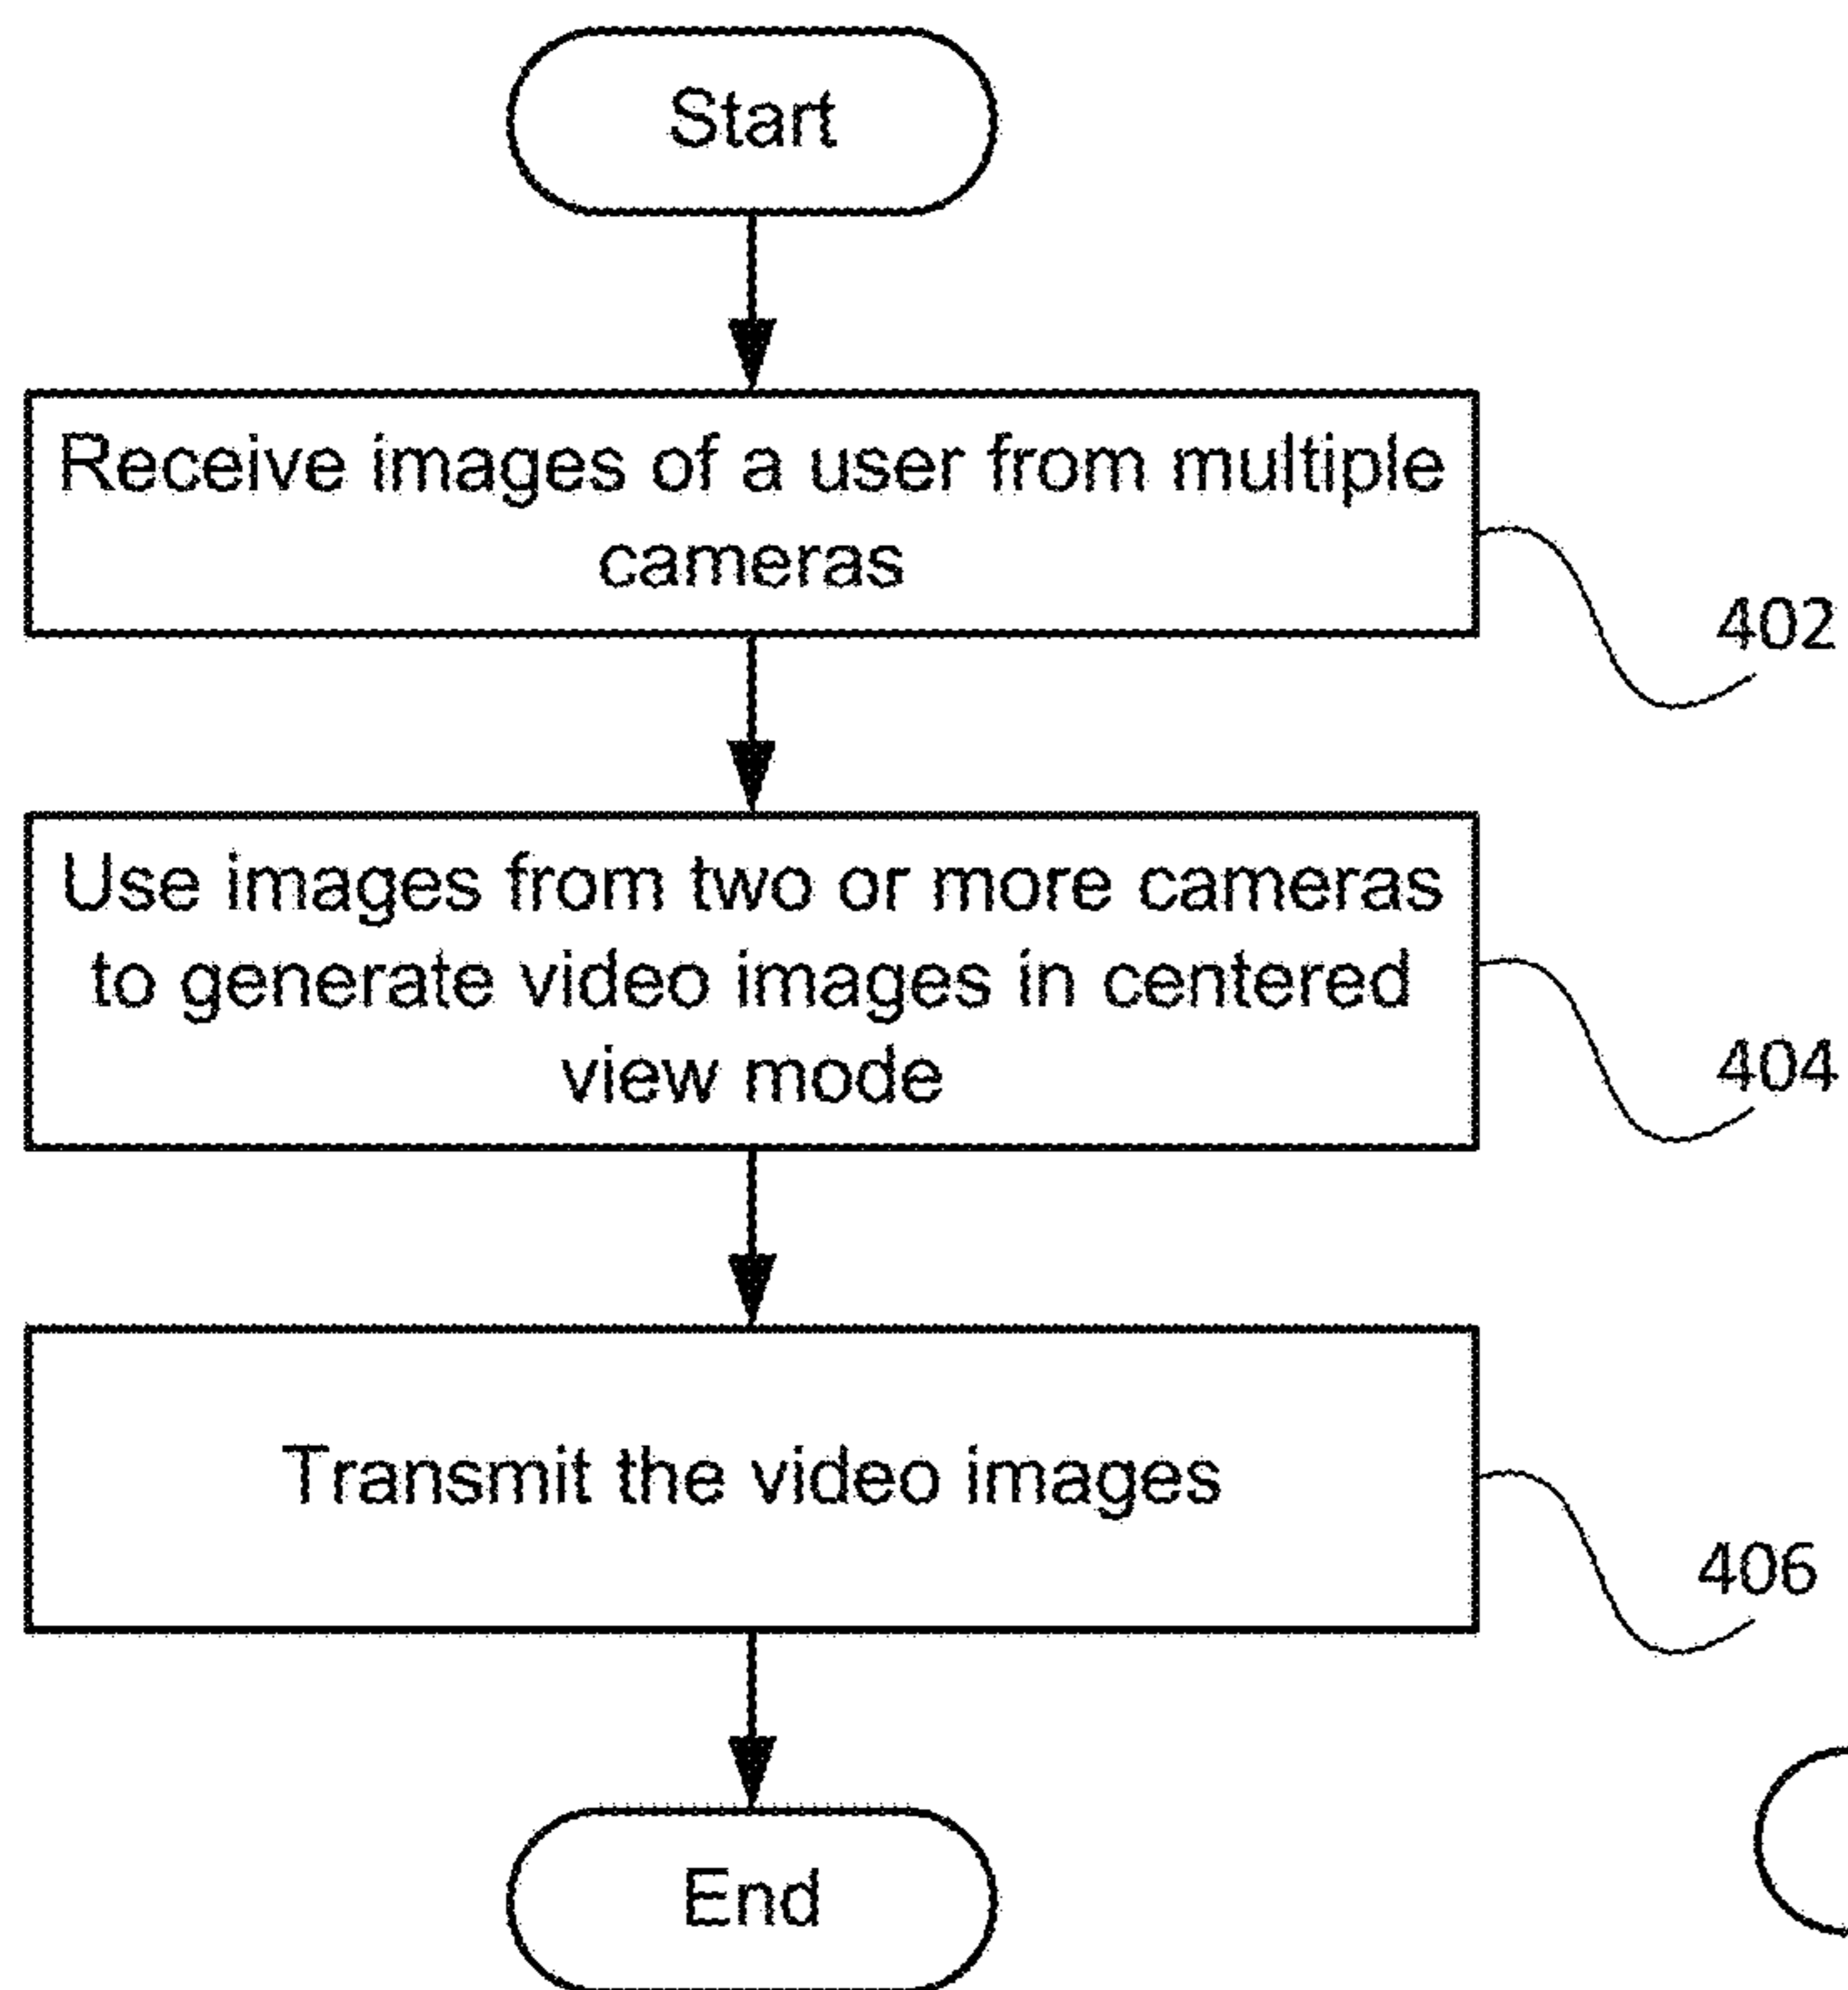 Start
Receive images of a user from multiple
cameras
402
Use images from two or more cameras
to generate video images in centered
view mode
404
Transmit the video images
406
End